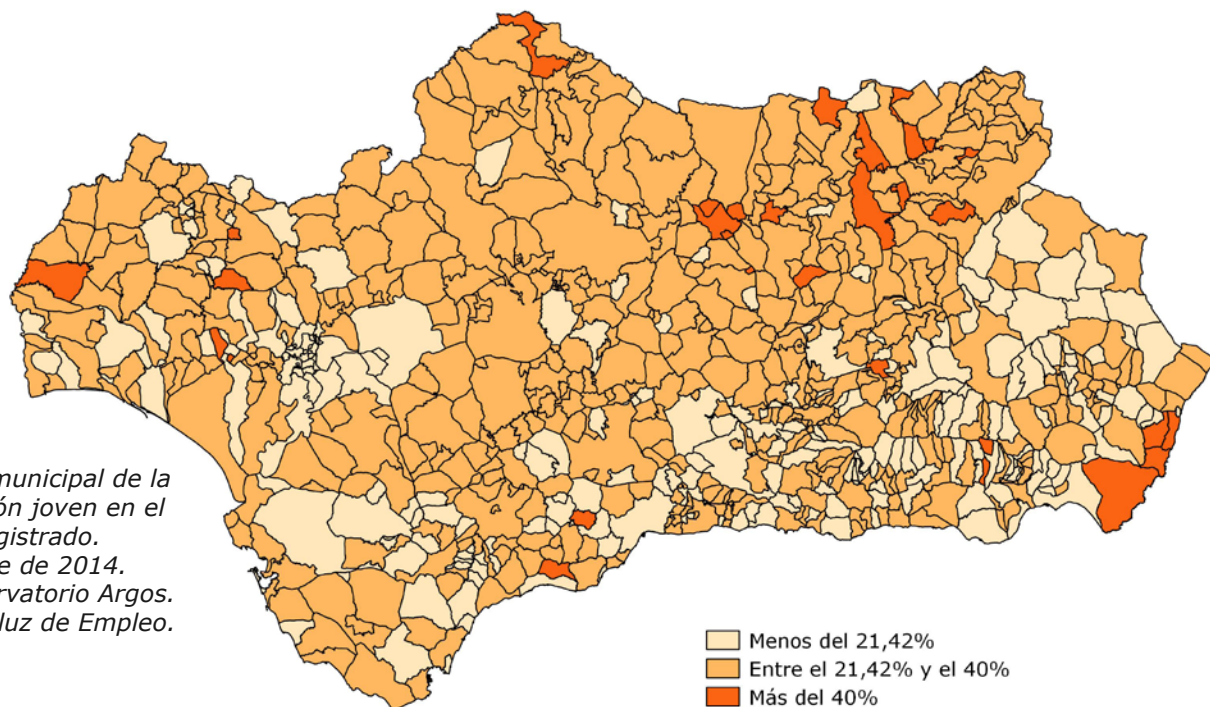 municipal de la
ón joven en el
gistrado.
e de 2014.
rvatorio Argos.
luz de Empleo.
Menos del 21,42%
Entre el 21,42% y el 40%
Más del 40%